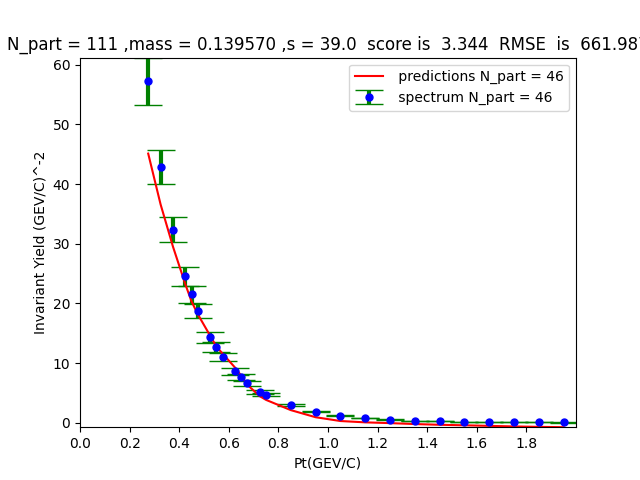 N_part = 111 ,mass = 0.139570 ,s = 39.0  score is  3.344  RMSE  is  661.98
predictions N_part = 46
spectrum N_part = 46
Invariant Yield (GEV/C)^-2
60
50
40
30
20
10
0
0.0 0.2 0.4 0.6 0.8 1.0 1.2 1.4 1.6 1.8
Pt(GEV/C)